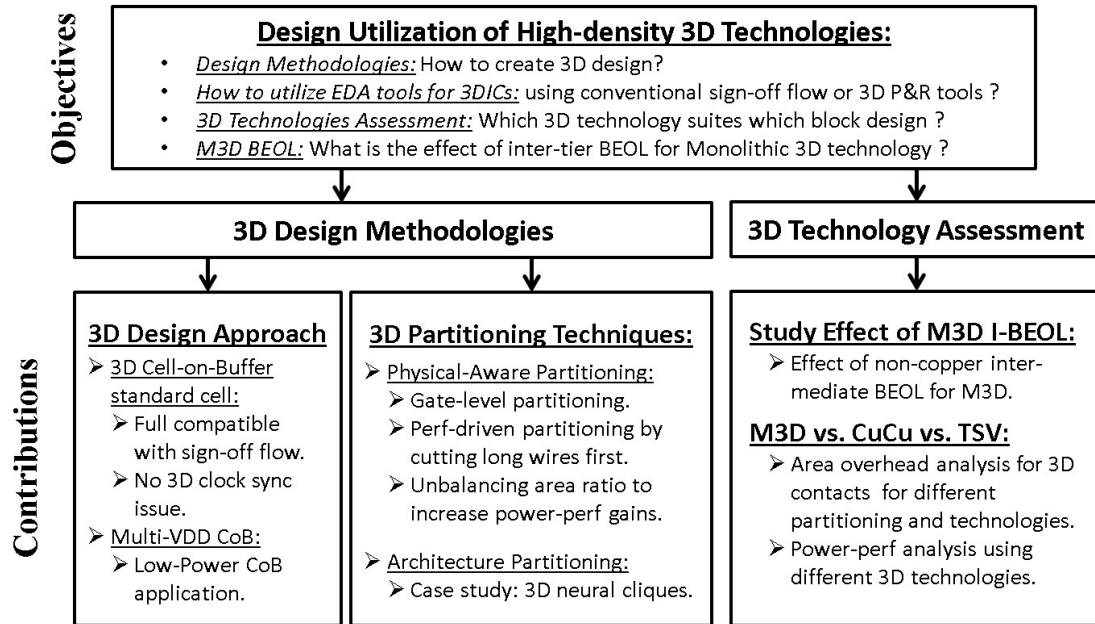 Objectives
Design Utilization of High-density 3D Technologies:
• Design Methodologies: How to create 3D design?
• How to utilize EDA tools for 3DICs: using conventional sign-off flow or 3D P&R tools ?
• 3D Technologies Assessment: Which 3D technology suites which block design ?
• M3D BEOL: What is the effect of inter-tier BEOL for Monolithic 3D technology ?
3D Design Methodologies
3D Technology Assessment
Contributions
3D Design Approach
➢ 3D Cell-on-Buffer
standard cell:
➢ Full compatible
with sign-off flow.
➢ No 3D clock sync
issue.
➢ Multi-VDD CoB:
➢ Low-Power CoB
application.
3D Partitioning Techniques:
➢ Physical-Aware Partitioning:
➢ Gate-level partitioning.
➢ Perf-driven partitioning by
cutting long wires first.
➢ Unbalancing area ratio to
increase power-perf gains.
➢ Architecture Partitioning:
➢ Case study: 3D neural cliques.
Study Effect of M3D I-BEOL:
➢ Effect of non-copper inter-
mediate BEOL for M3D.
M3D vs. CuCu vs. TSV:
➢ Area overhead analysis for 3D
contacts for different
partitioning and technologies.
➢ Power-perf analysis using
different 3D technologies.